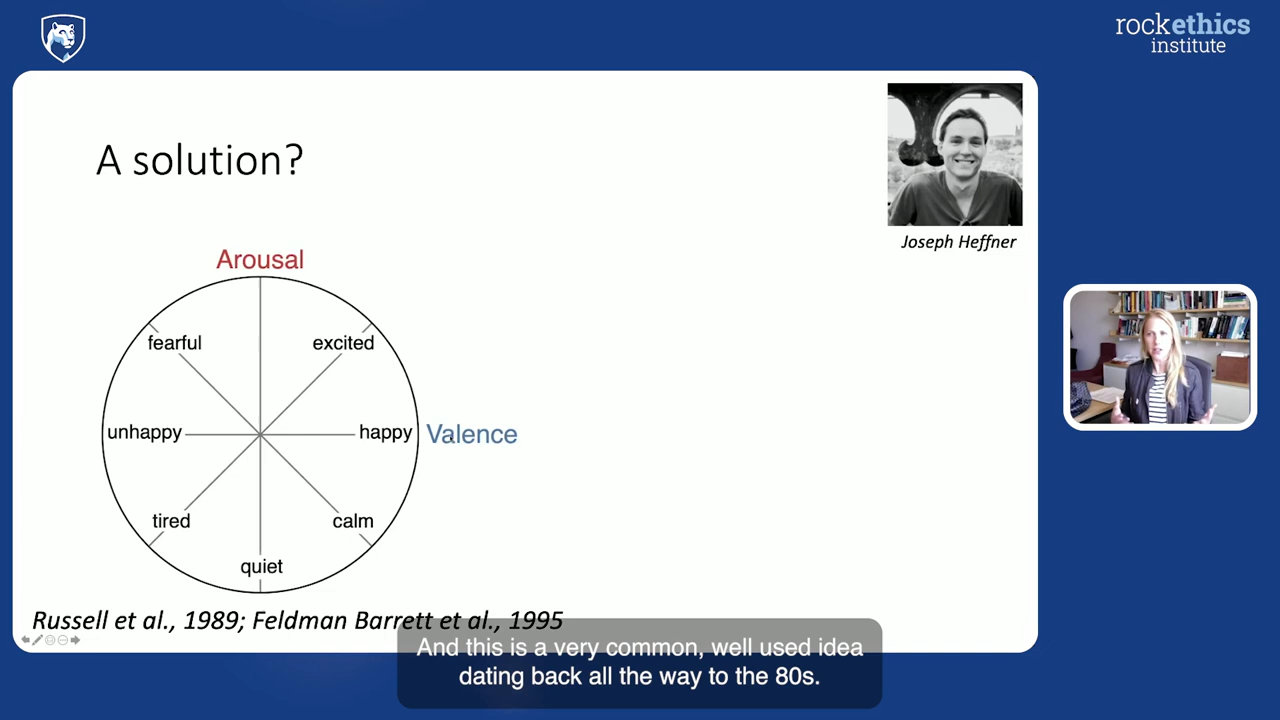 rockethics
institute
A solution?
Joseph Heffner
Arousal
fearful
excited
unhappy
happy
Valence
tired
calm
quiet
Russell et al., 1989; Feldman Barrett et al., 1995
And this is a very common, well used idea
dating back all the way to the 80s.